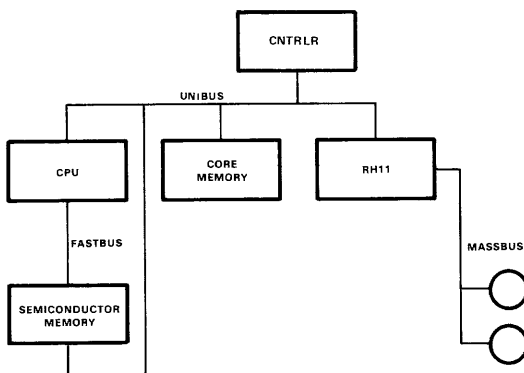 CNTRLR
UNIBUS
CPU
CORE
MEMORY
RH11
FASTBUS
MASSBUS
SEMICONDUCTOR
MEMORY